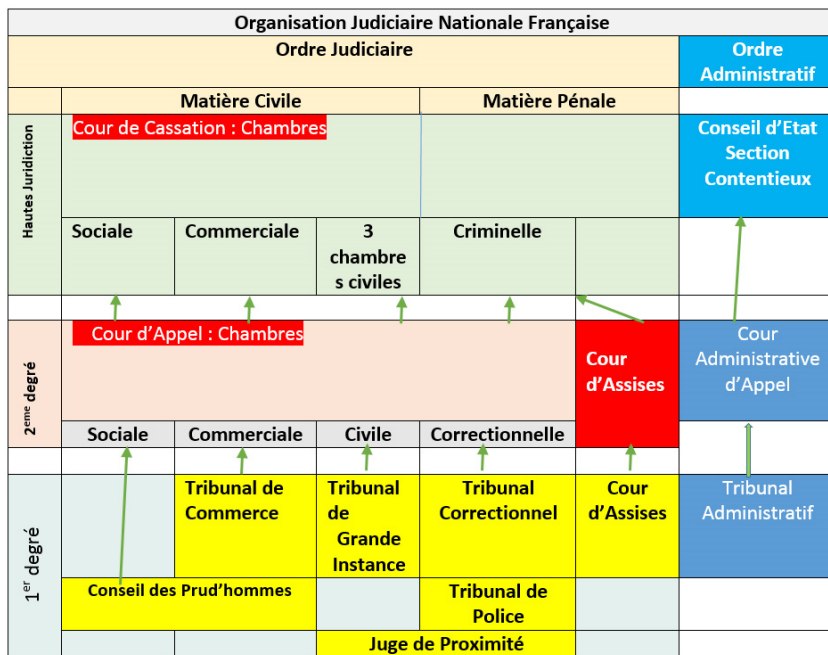 Organisation Judiciaire Nationale Française
Ordre Judiciaire
Ordre
Administratif
Matière Civile
Matière Pénale
Hautes Juridiction
Cour de Cassation : Chambres
Conseil d'Etat
Section
Contentieux
Sociale
Commerciale
3
chambre
s civiles
Criminelle
2eme degré
Cour d'Appel : Chambres
Cour
d'Assises
Cour
Administrative
d'Appel
Sociale
Commerciale
Civile
Correctionnelle
1er degré
Tribunal de
Commerce
Tribunal
de
Grande
Instance
Tribunal
Correctionnel
Cour
d'Assises
Tribunal
Administratif
Conseil des Prud'hommes
Tribunal de
Police
Juge de Proximité